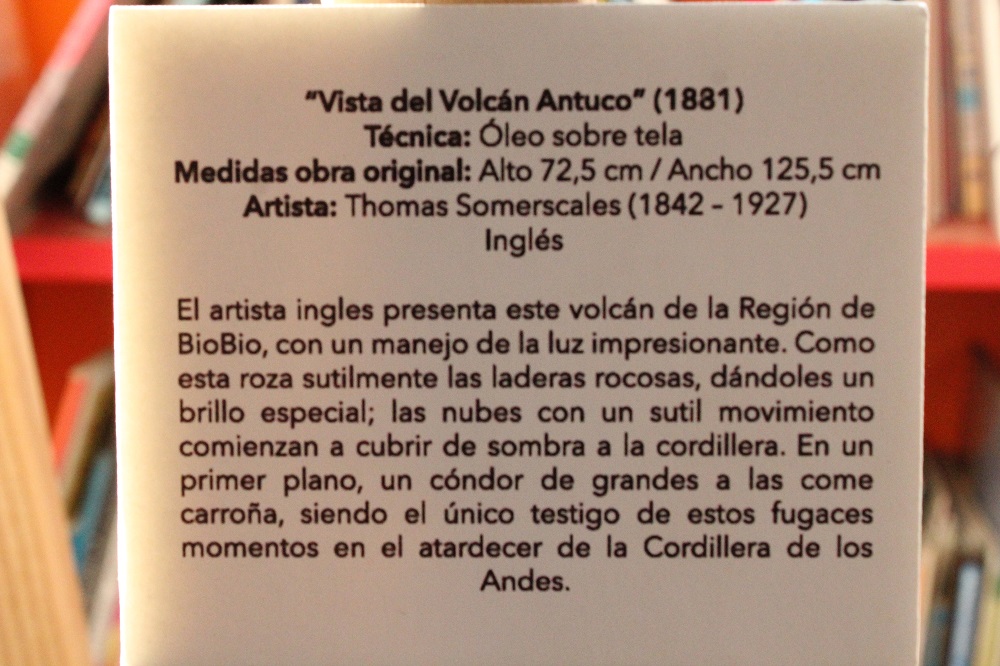 “Vista del Volcán Antuco” (1881)
Técnica: Óleo sobre tela
Medidas obra original: Alto 72,5 cm / Ancho 125,5 cm
Artista: Thomas Somerscales (1842 – 1927)
Inglés
El artista ingles presenta este volcán de la Región de
BioBio, con un manejo de la luz impresionante. Como
esta roza sutilmente las laderas rocosas, dándoles un
brillo especial; las nubes con un sutil movimiento
comienzan a cubrir de sombra a la cordillera. En un
primer plano, un cóndor de grandes a las come
carroña, siendo el único testigo de estos fugaces
momentos en el atardecer de la Cordillera de los
Andes.